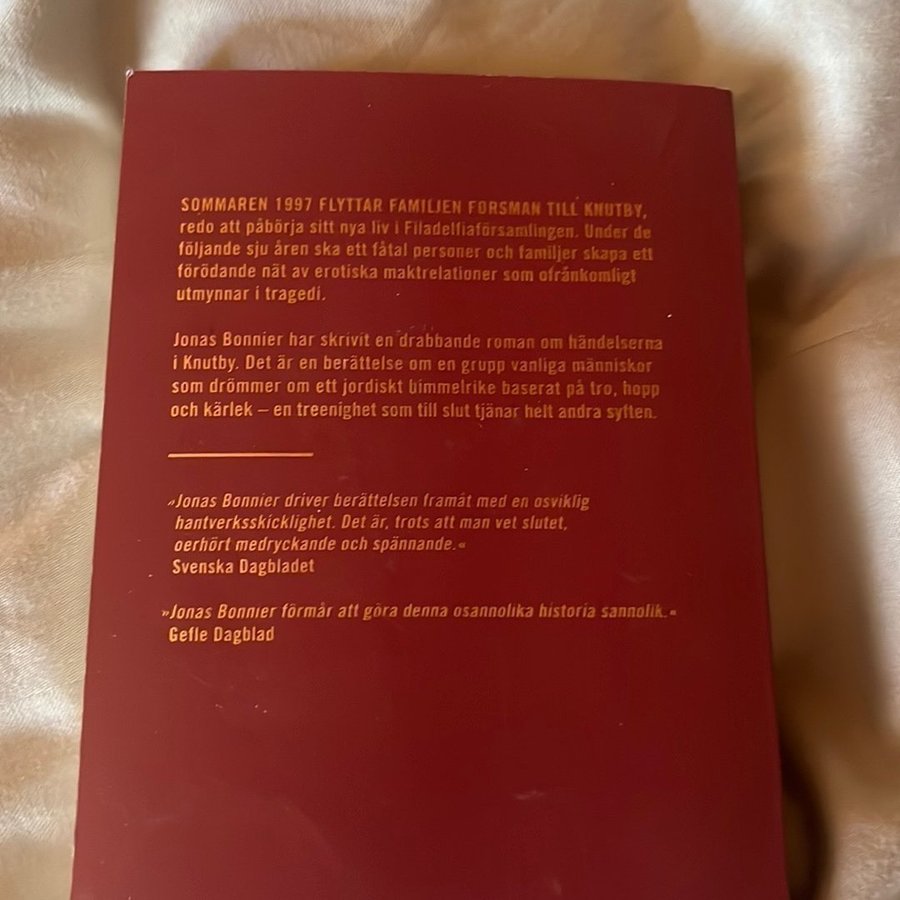 SOMMAREN 1997 FLYTTAR FAMILJEN FORSMAN TILL KNUTBY,
redo att påbörja sitt nya liv i Filadelfiaförsamlingen. Under de
följande sju åren ska ett fåtal personer och familjer skapa ett
förödande nät av erotiska maktrelationer som ofrånkomligt
utmynnar i tragedi.
Jonas Bonnier har skrivit en drabbande roman om händelserna
i Knutby. Det är en berättelse om en grupp vanliga människor
som drömmer om ett jordiskt himmelrike baserat på tro, hopp
och kärlek – en treenighet som till slut tjänar helt andra syften.
»Jonas Bonnier driver berättelsen framåt med en osviklig
hantverksskicklighet. Det är, trots att man vet slutet,
oerhört medryckande och spännande.«
Svenska Dagbladet
»Jonas Bonnier förmår att göra denna osannolika historia sannolik.«
Gefle Dagblad